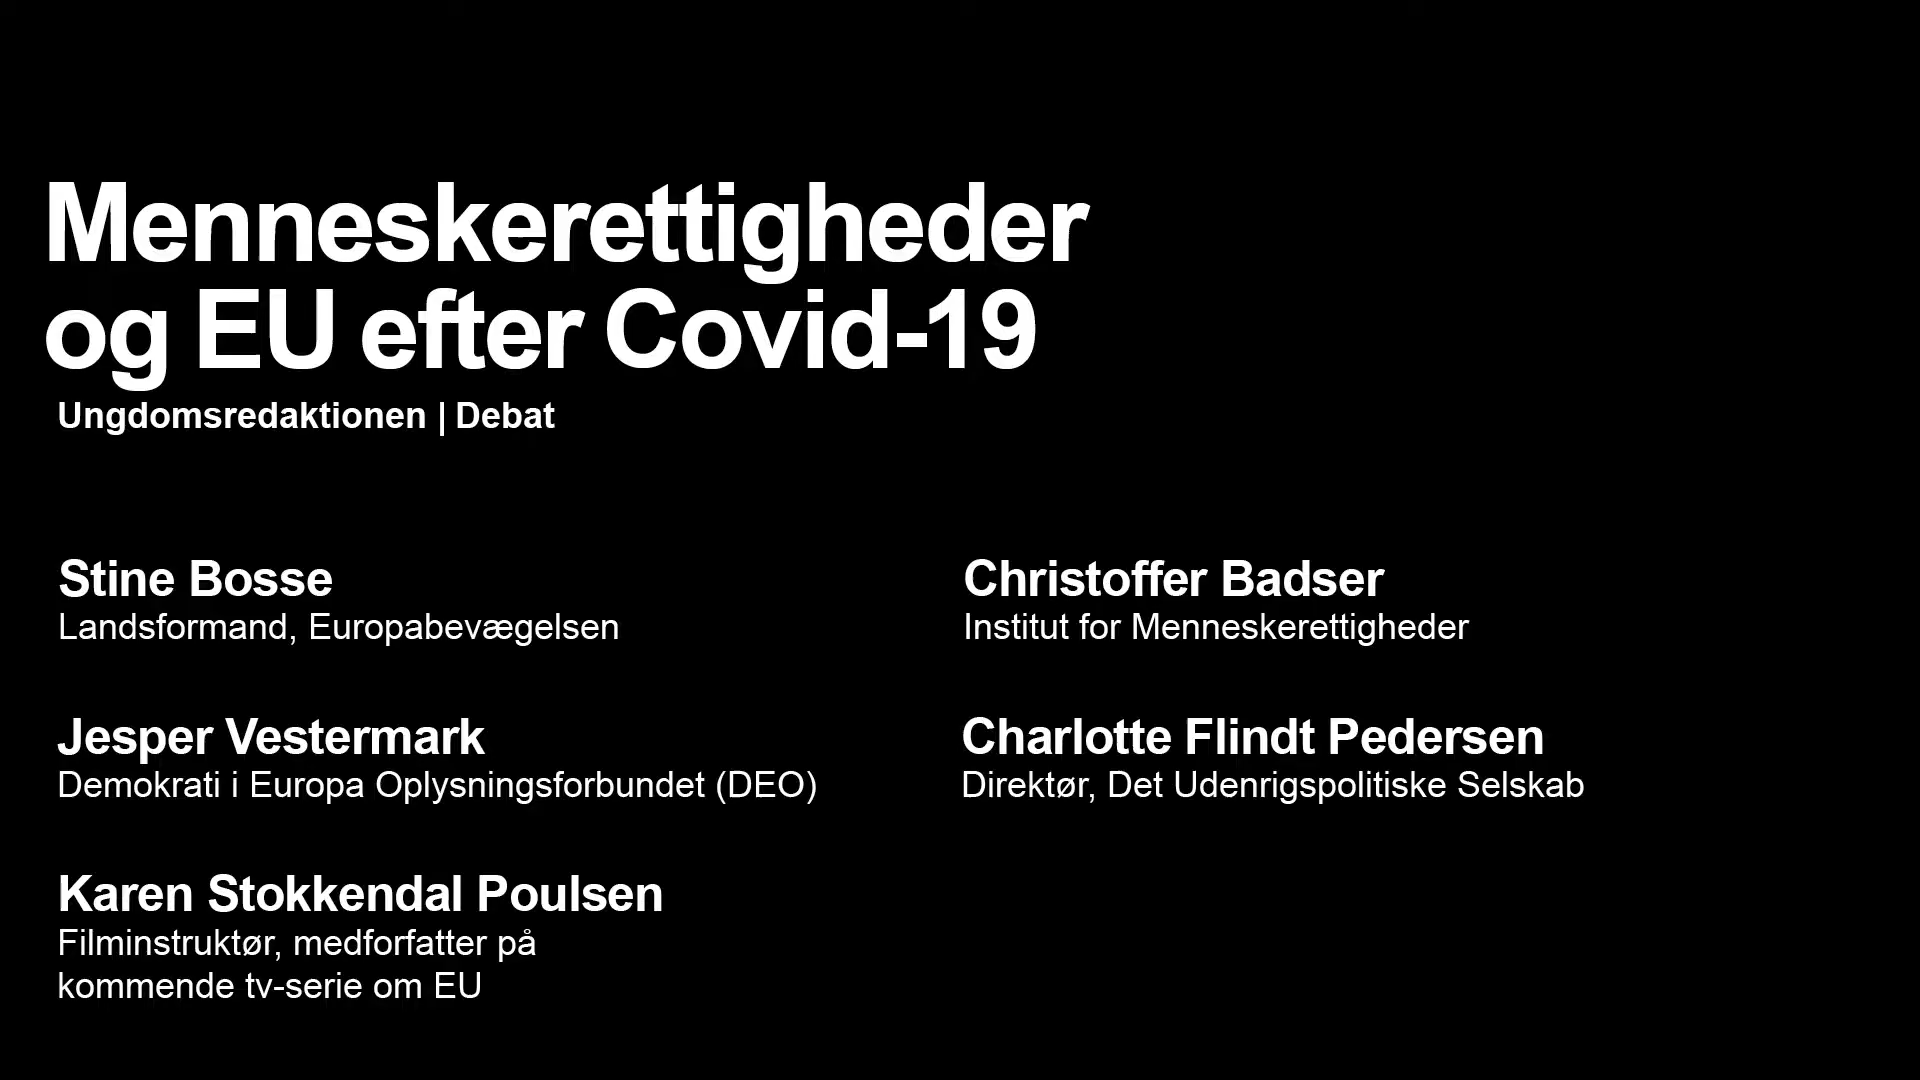 Menneskerettigheder
og EU efter Covid-19
Ungdomsredaktionen | Debat
Stine Bosse
Landsformand, Europabevægelsen
Christoffer Badser
Institut for Menneskerettigheder
Jesper Vestermark
Demokrati i Europa Oplysningsforbundet (DEO)
Charlotte Flindt Pedersen
Direktør, Det Udenrigspolitiske Selskab
Karen Stokkendal Poulsen
Filminstruktør, medforfatter på
kommende tv-serie om EU